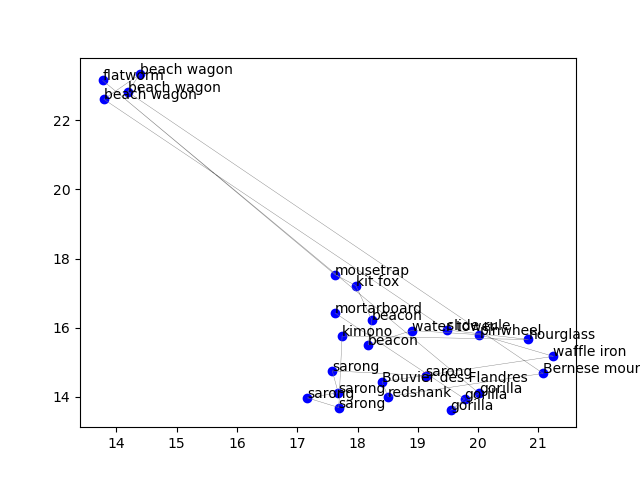 beach wagon
flatworm
beach wagon
beach wagon
mousetrap
kit fox
mortarboard
beacon
water tower
slide rule
pinwheel
hourglass
kimono
beacon
waffle iron
sarong
sarong
Bernese moun
Bouvier des Flandres
sarong
redshank
gorilla
gorilla
sarong
sarong
gorilla
22
20
18
16
14
14 15 16 17 18 19 20 21